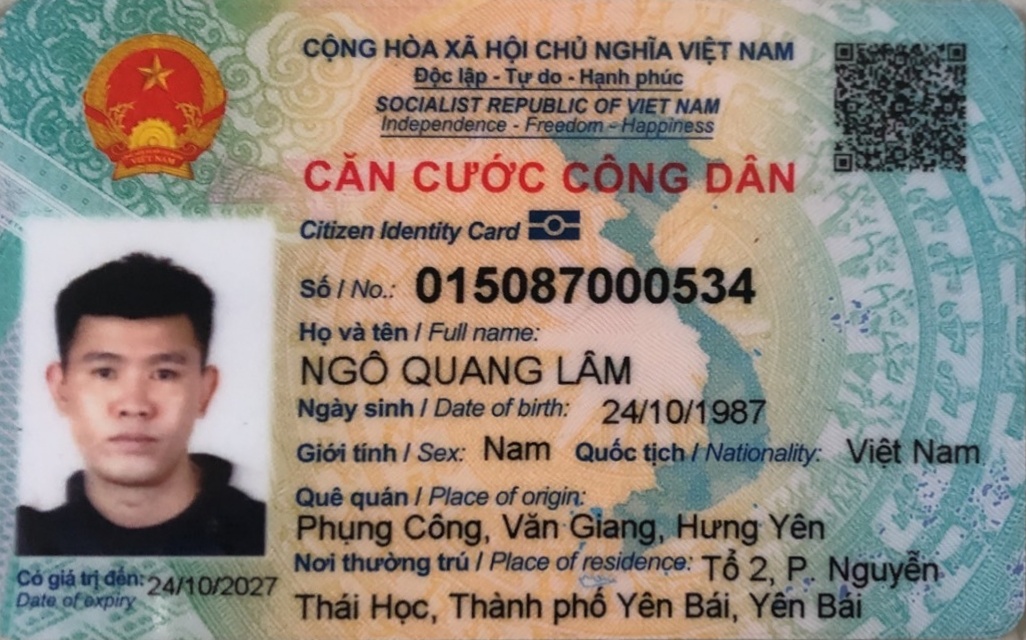 CỘNG HÒA XÃ HỘI CHỦ NGHĨA VIỆT NAM
Độc lập - Tự do - Hạnh phúc
SOCIALIST REPUBLIC OF VIET NAM
Independence - Freedom - Happiness
CĂN CƯỚC CÔNG DÂN
Citizen Identity Card
Số / No.: 015087000534
Họ và tên / Full name:
NGÔ QUANG LÂM
Ngày sinh / Date of birth: 24/10/1987
Giới tính / Sex: Nam Quốc tịch / Nationality: Việt Nam
Quê quán / Place of origin:
Phụng Công, Văn Giang, Hưng Yên
Nơi thường trú / Place of residence: Tổ 2, P. Nguyễn
Thái Học, Thành phố Yên Bái, Yên Bái
Có giá trị đến: 24/10/2027
Date of expiry
VIỆT NAM